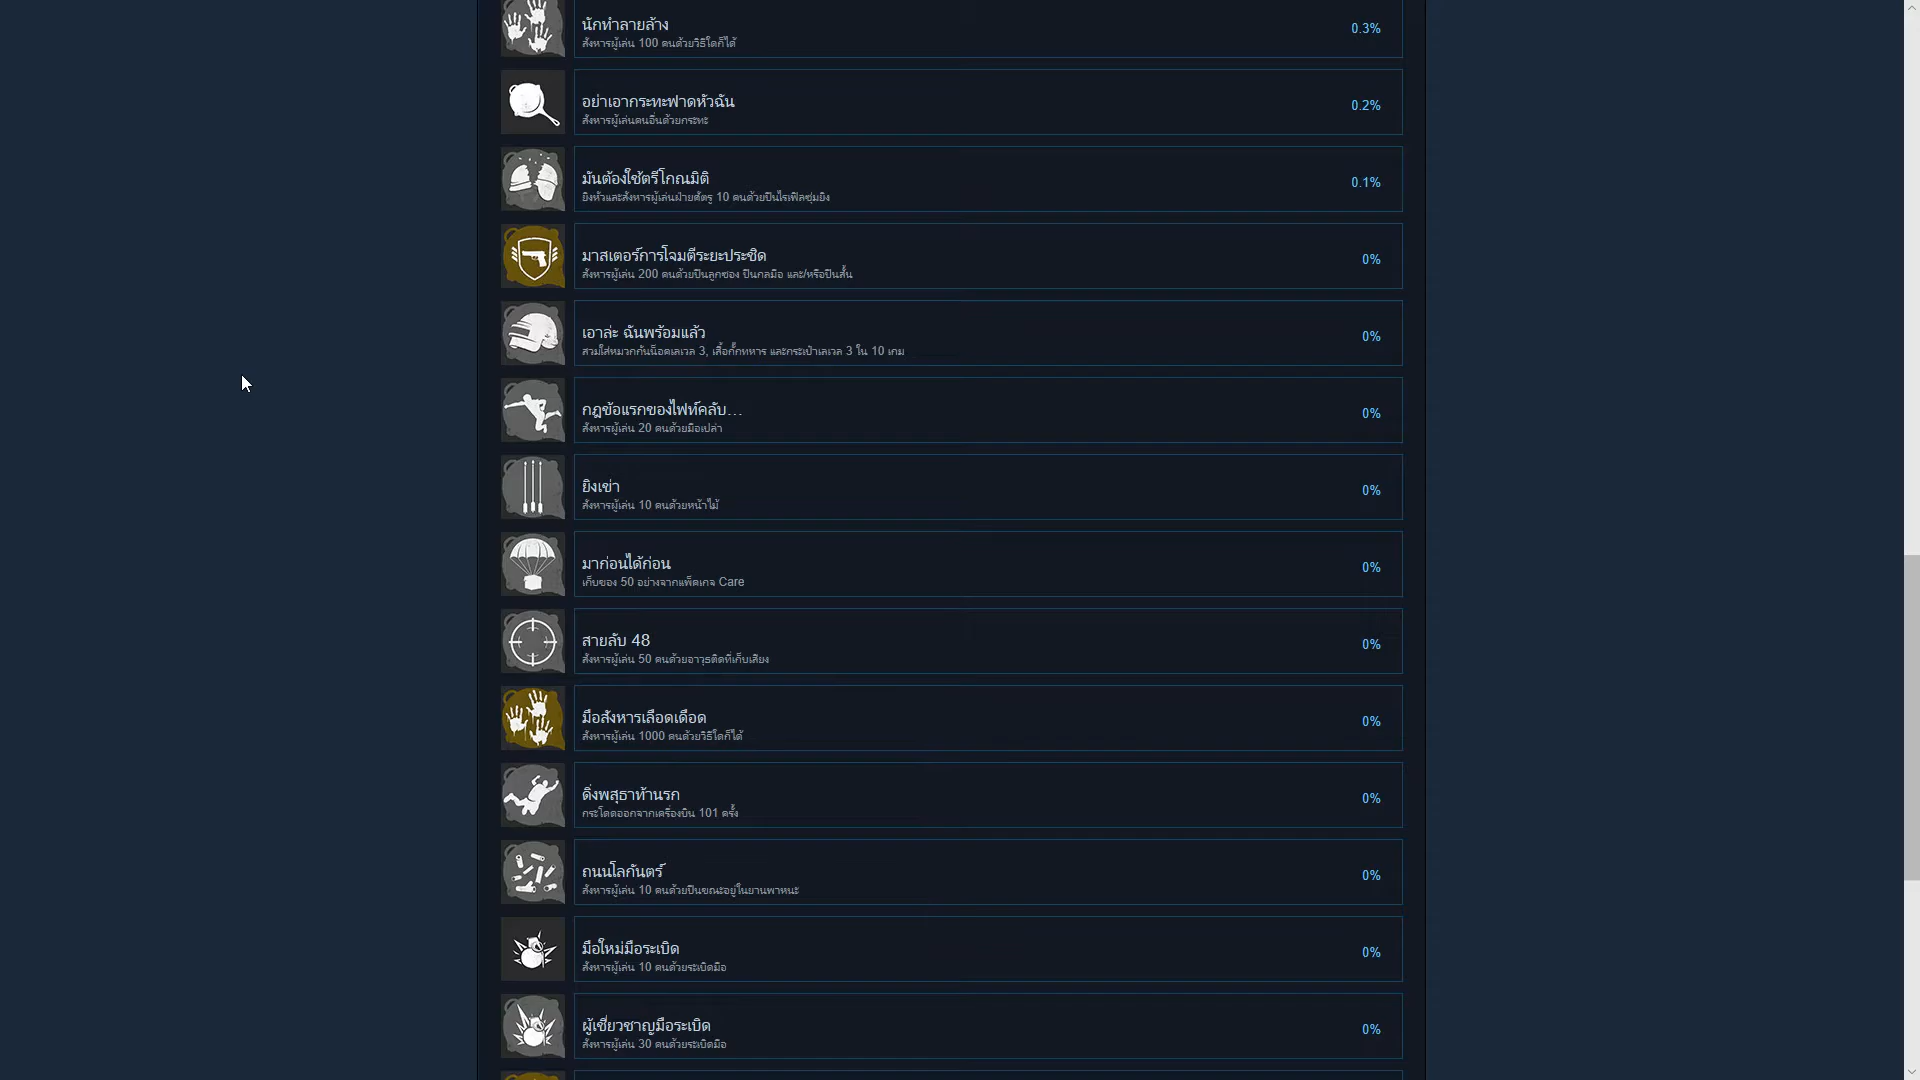 นักทำลายล้าง
0.3%
สังหารผู้เล่น 100 คนด้วยวิธีใดก็ได้
อย่าเอากระทะฟาดหัวฉัน
0.2%
สังหารผู้เล่นคนอื่นด้วยกระทะ
มันต้องใช้ตรีโกณมิติ
0.1%
ยิงหัวและสังหารผู้เล่นฝ่ายศัตรู 10 คนด้วยปืนไรเฟิลซุ่มยิง
มาสเตอร์การโจมตีระยะประชิด
0%
สังหารผู้เล่น 200 คนด้วยปืนลูกซอง ปืนกลมือ และ/หรือปืนสั้น
เอาล่ะ ฉันพร้อมแล้ว
0%
สวมใส่หมวกกันน็อคเลเวล 3, เสื้อกั๊กทหาร และกระเป๋าเลเวล 3 ใน 10 เกม
กฎข้อแรกของไฟท์คลับ...
0%
สังหารผู้เล่น 20 คนด้วยมือเปล่า
ยิงเข่า
0%
สังหารผู้เล่น 10 คนด้วยหน้าไม้
มาก่อนได้ก่อน
0%
เก็บของ 50 อย่างจากแพ็คเกจ Care
สายลับ 48
0%
สังหารผู้เล่น 50 คนด้วยอาวุธติดที่เก็บเสียง
มือสังหารเลือดเดือด
0%
สังหารผู้เล่น 1000 คนด้วยวิธีใดก็ได้
ดิ่งพสุธาท้านรก
0%
กระโดดออกจากเครื่องบิน 101 ครั้ง
ถนนโลกันตร์
0%
สังหารผู้เล่น 10 คนด้วยปืนขณะอยู่ในยานพาหนะ
มือใหม่มือระเบิด
0%
สังหารผู้เล่น 10 คนด้วยระเบิดมือ
ผู้เชี่ยวชาญมือระเบิด
0%
สังหารผู้เล่น 30 คนด้วยระเบิดมือ